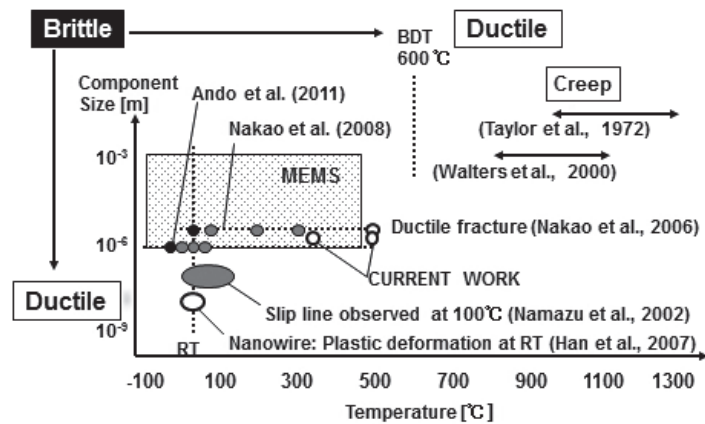 Brittle
BDT
600℃
Ductile
Component
Size [m]
Ando et al. (2011)
Creep
Nakao et al. (2008)
(Taylor et al., 1972)
10-3
MEMS
(Walters et al., 2000)
Ductile fracture (Nakao et al., 2006)
10-6
CURRENT WORK
Ductile
Slip line observed at 100℃ (Namazu et al., 2002)
10-9
Nanowire: Plastic deformation at RT (Han et al., 2007)
RT
-100 100 300 500 700 900 1100 1300
Temperature [℃]